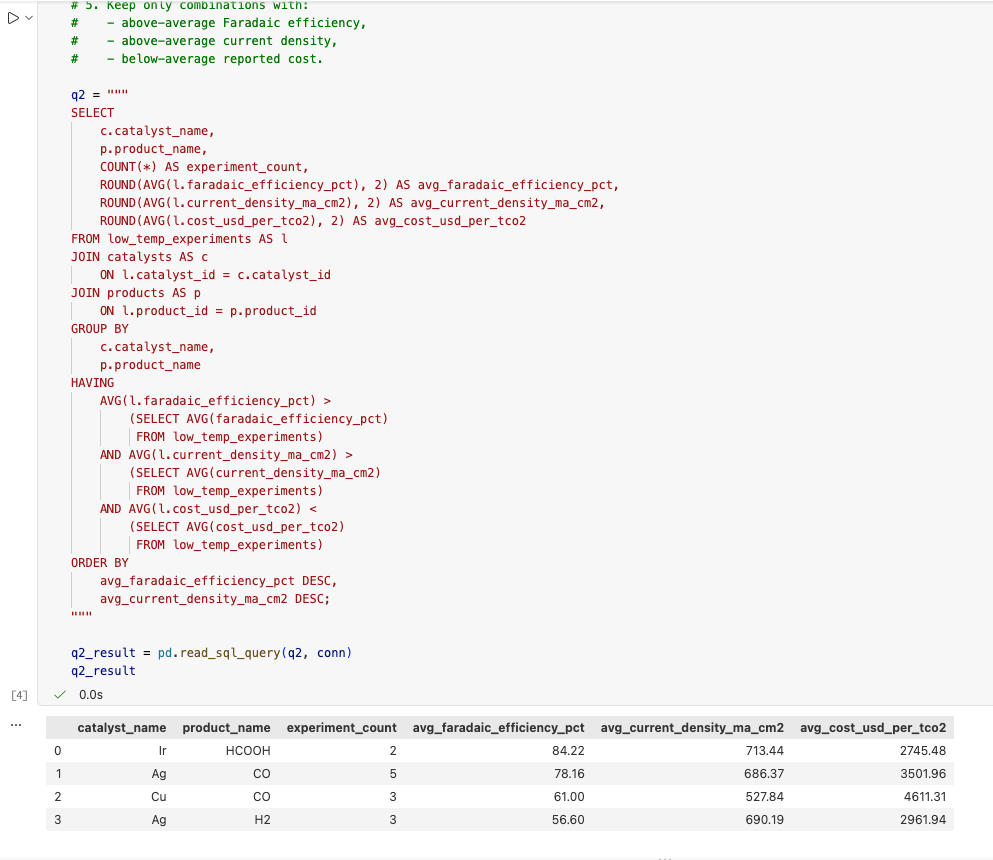 # 5. Keep only combinations with:
#    - above-average Faradaic efficiency,
#    - above-average current density,
#    - below-average reported cost.
q2 = """
SELECT
    c.catalyst_name,
    p.product_name,
    COUNT(*) AS experiment_count,
    ROUND(AVG(l.faradaic_efficiency_pct), 2) AS avg_faradaic_efficiency_pct,
    ROUND(AVG(l.current_density_ma_cm2), 2) AS avg_current_density_ma_cm2,
    ROUND(AVG(l.cost_usd_per_tco2), 2) AS avg_cost_usd_per_tco2
FROM low_temp_experiments AS l
JOIN catalysts AS c
    ON l.catalyst_id = c.catalyst_id
JOIN products AS p
    ON l.product_id = p.product_id
GROUP BY
    c.catalyst_name,
    p.product_name
HAVING
    AVG(l.faradaic_efficiency_pct) >
        (SELECT AVG(faradaic_efficiency_pct)
         FROM low_temp_experiments)
    AND AVG(l.current_density_ma_cm2) >
        (SELECT AVG(current_density_ma_cm2)
         FROM low_temp_experiments)
    AND AVG(l.cost_usd_per_tco2) <
        (SELECT AVG(cost_usd_per_tco2)
         FROM low_temp_experiments)
ORDER BY
    avg_faradaic_efficiency_pct DESC,
    avg_current_density_ma_cm2 DESC;
"""
q2_result = pd.read_sql_query(q2, conn)
q2_result
[4] ✓ 0.0s
...
catalyst_name product_name experiment_count avg_faradaic_efficiency_pct avg_current_density_ma_cm2 avg_cost_usd_per_tco2
0 Ir HCOOH 2 84.22 713.44 2745.48
1 Ag CO 5 78.16 686.37 3501.96
2 Cu CO 3 61.00 527.84 4611.31
3 Ag H2 3 56.60 690.19 2961.94